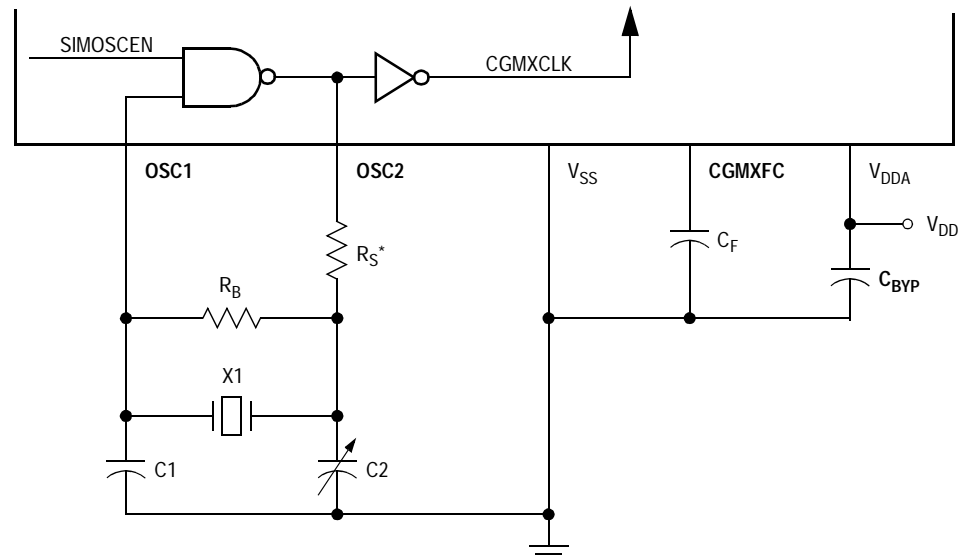 SIMOSCEN
CGMXCLK
OSC1
OSC2
VSS
CGMXFC
VDDA
VDD
RS*
CF
CBYP
RB
X1
C1
C2